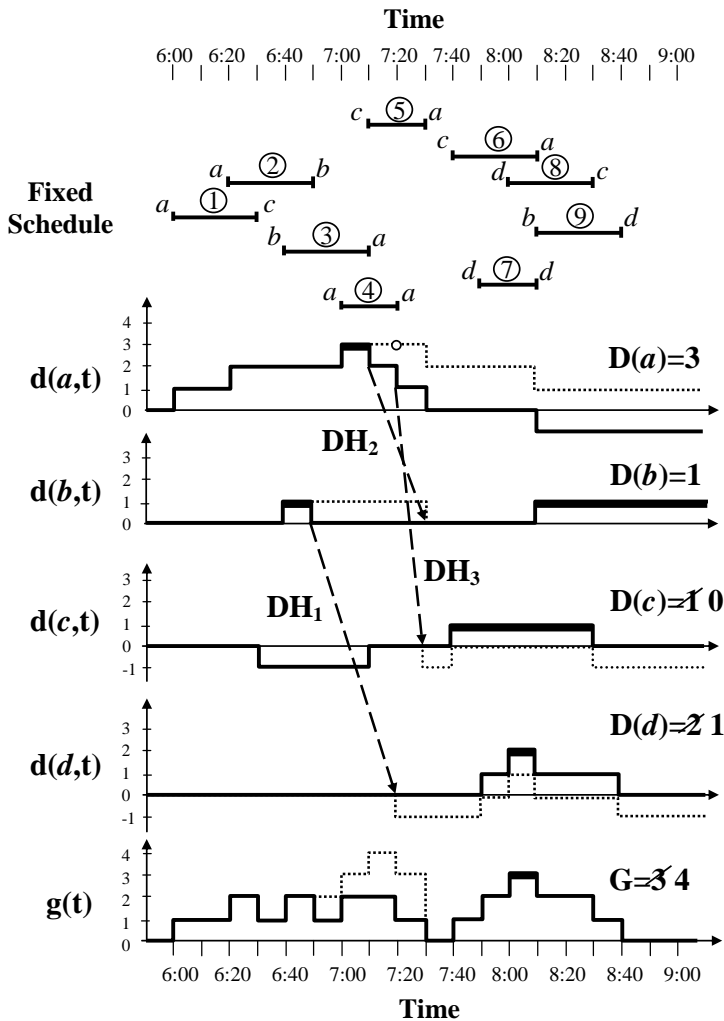 Time
6:00 6:20 6:40 7:00 7:20 7:40 8:00 8:20 8:40 9:00
c ⑤ a
c ⑥ a
a ② b
d ⑧ c
Fixed
Schedule
a ① c
b ⑨ d
b ③ a
d ⑦ d
a ④ a
4
3
2
1
0
d(a,t)
D(a)=3
DH₂
3
2
1
0
d(b,t)
D(b)=1
DH₃
DH₁
3
2
1
0
-1
d(c,t)
D(c)=1 0
3
2
1
0
-1
d(d,t)
D(d)=2 1
4
3
2
1
0
g(t)
G=3 4
6:00 6:20 6:40 7:00 7:20 7:40 8:00 8:20 8:40 9:00
Time